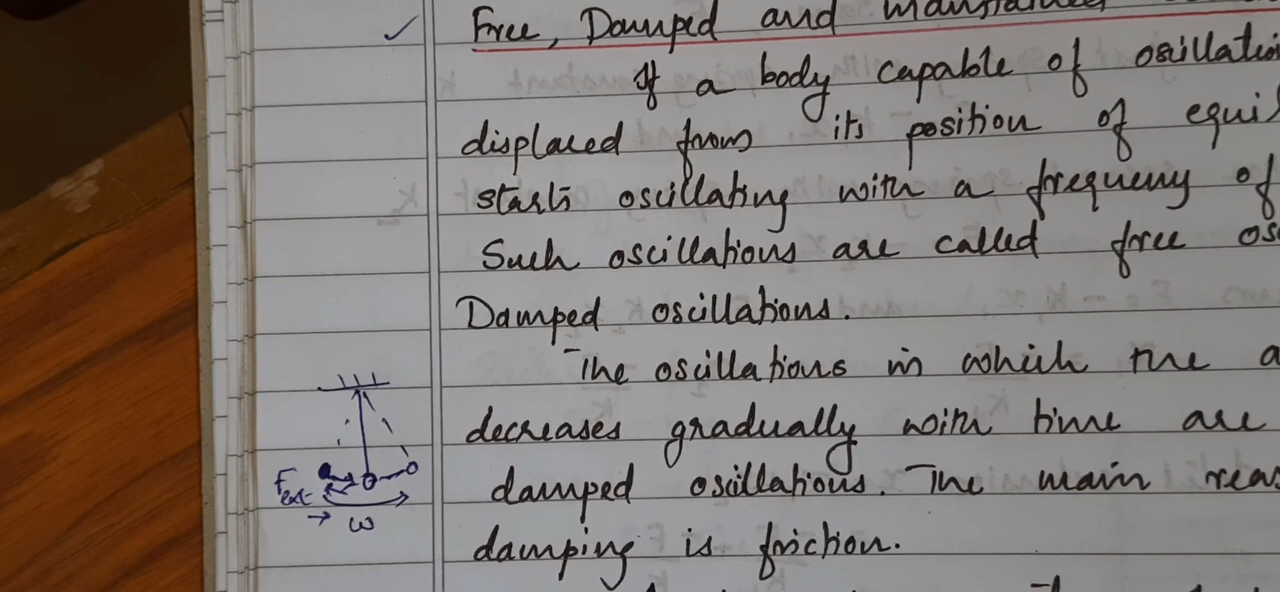 Free, Damped and
If a body capable of
displaced from its position of
starts oscillating with a frequency of
Such oscillations are called free
Damped oscillations.
The oscillations in which the a
decreases gradually with time are
damped oscillations. The main
damping is friction.
Fext
ω